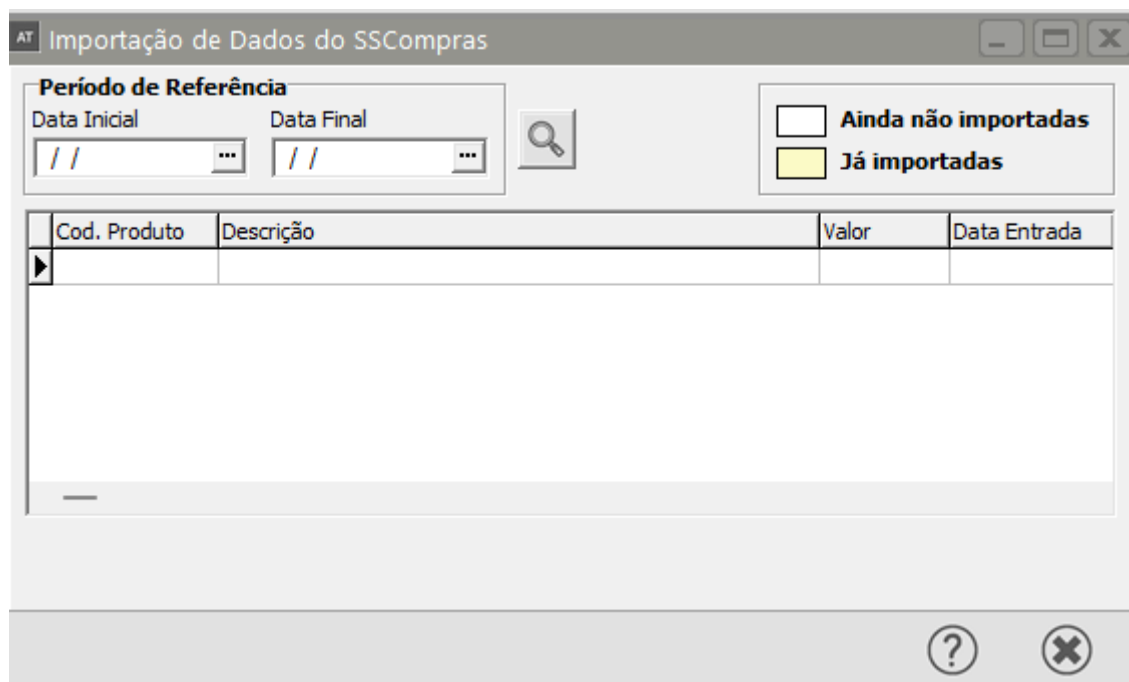 AT Importação de Dados do SSCompras
Período de Referência
Data Inicial Data Final
/ / ... / / ...
Ainda não importadas
Já importadas
Cod. Produto Descrição Valor Data Entrada
?